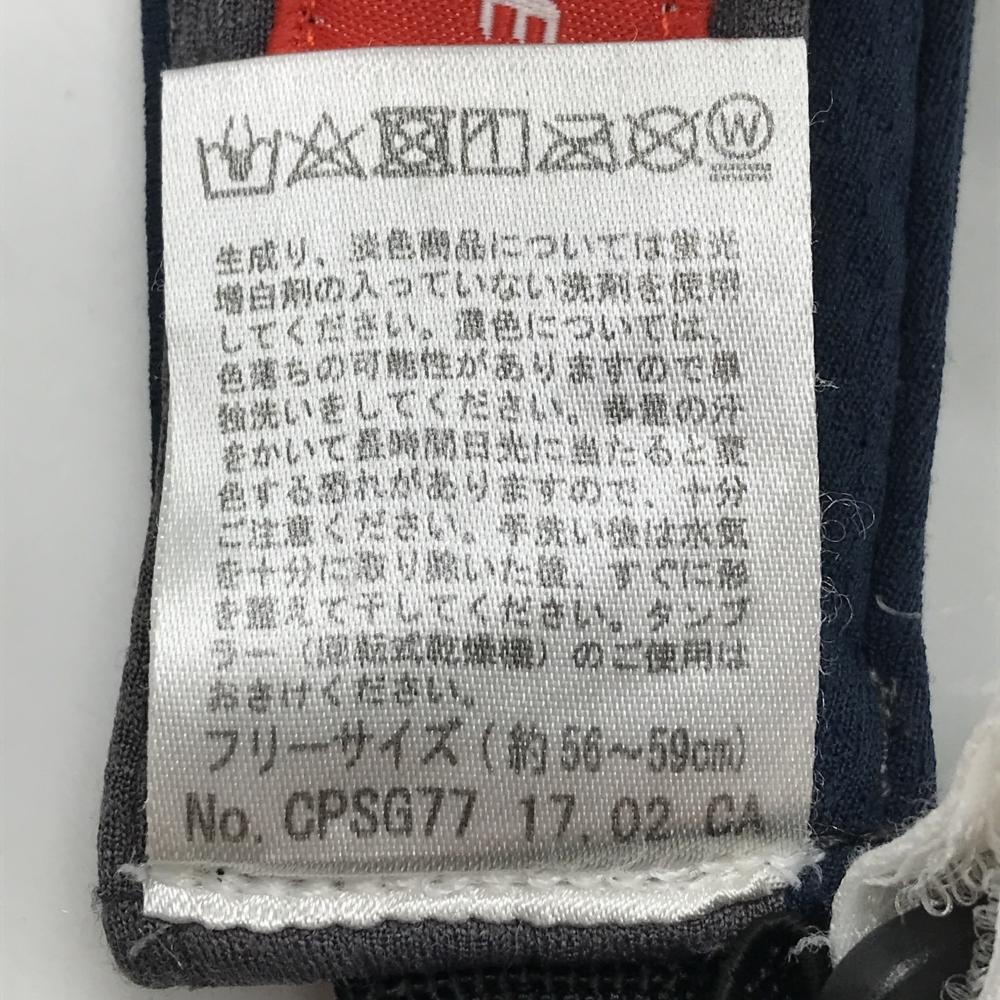 E
W
生成り、淡色商品については蛍光
増白剤の入っていない洗剤を使用
してください。濃色については、
色落ちの可能性がありますので単
独洗いをしてください。多量の汗
をかいて長時間日光に当たると変
色する恐れがありますので、十分
ご注意ください。手洗い後は水気
を十分に取り除いた後、すぐに形
を整えて干してください。タンブ
ラー（回転式乾燥機）のご使用は
おさけください。
フリーサイズ（約56～59cm）
No. CPSG77 17.02 CA